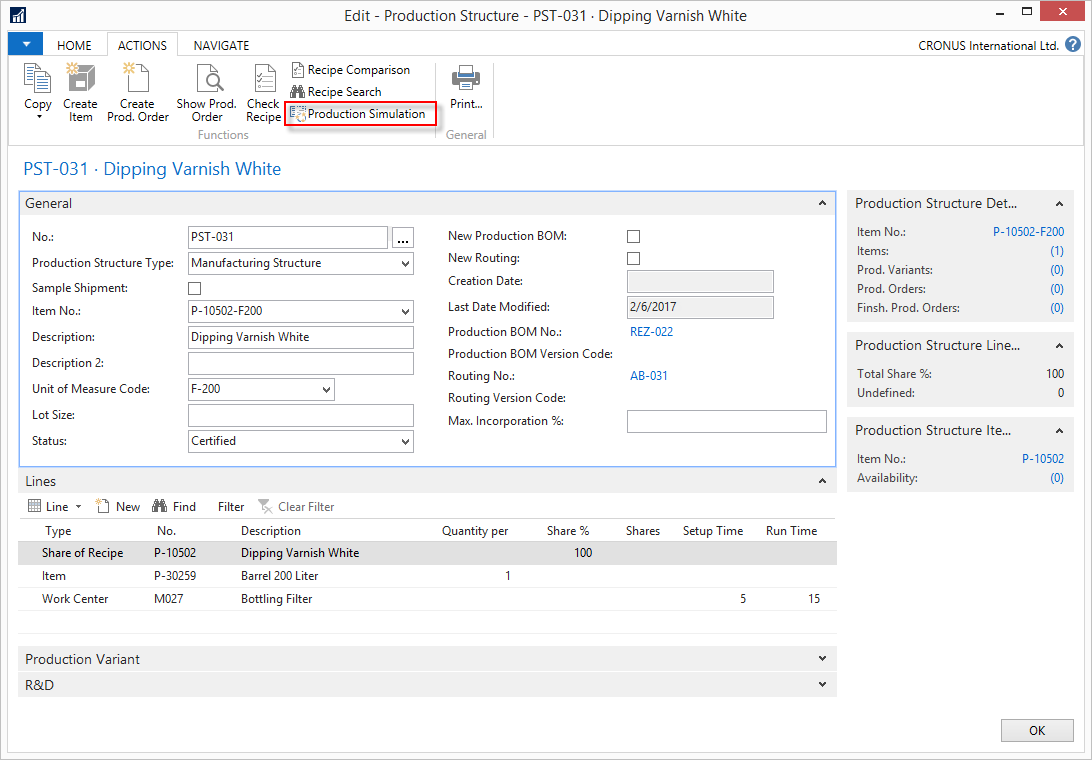 Edit - Production Structure - PST-031 · Dipping Varnish White
HOME ACTIONS NAVIGATE
CRONUS International Ltd. ?
Copy
Create Item
Create Prod. Order
Show Prod. Order
Check Recipe
Recipe Comparison
Recipe Search
Production Simulation
Functions
Print...
General
PST-031 · Dipping Varnish White
General
No.: PST-031 ...
Production Structure Type: Manufacturing Structure
Sample Shipment:
Item No.: P-10502-F200
Description: Dipping Varnish White
Description 2:
Unit of Measure Code: F-200
Lot Size:
Status: Certified
New Production BOM:
New Routing:
Creation Date:
Last Date Modified: 2/6/2017
Production BOM No.: REZ-022
Production BOM Version Code:
Routing No.: AB-031
Routing Version Code:
Max. Incorporation %:
Lines
Line New Find Filter Clear Filter
Type No. Description Quantity per Share % Shares Setup Time Run Time
Share of Recipe P-10502 Dipping Varnish White 100
Item P-30259 Barrel 200 Liter 1
Work Center M027 Bottling Filter 5 15
Production Variant
R&D
Production Structure Det...
Item No.: P-10502-F200
Items: (1)
Prod. Variants: (0)
Prod. Orders: (0)
Finsh. Prod. Orders: (0)
Production Structure Line...
Total Share %: 100
Undefined: 0
Production Structure Ite...
Item No.: P-10502
Availability: (0)
OK